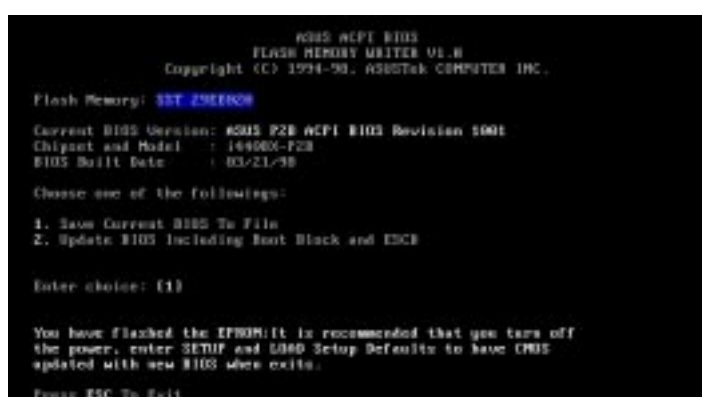 ASUS ACPI BIOS
FLASH MEMORY WRITER V1.8
Copyright (C) 1994-98, ASUSTek COMPUTER INC.
Flash Memory: SST 29EE020
Current BIOS Version: ASUS P2B ACPI BIOS Revision 1001
Chipset and Model : i440BX-P2B
BIOS Built Date : 03/21/98
Choose one of the followings:
1. Save Current BIOS To File
2. Update BIOS Including Boot Block and ESCD
Enter choice: [1]
You have flashed the EPROM;It is recommended that you turn off
the power, enter SETUP and LOAD Setup Defaults to have CMOS
updated with new BIOS when exits.
Press ESC To Exit